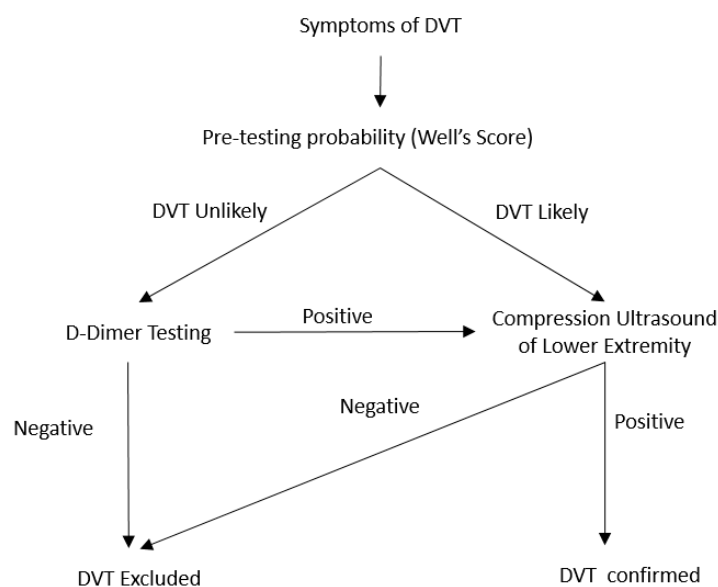 Symptoms of DVT
Pre-testing probability (Well's Score)
DVT Unlikely
DVT Likely
D-Dimer Testing
Positive
Compression Ultrasound
of Lower Extremity
Negative
Negative
Positive
DVT Excluded
DVT confirmed